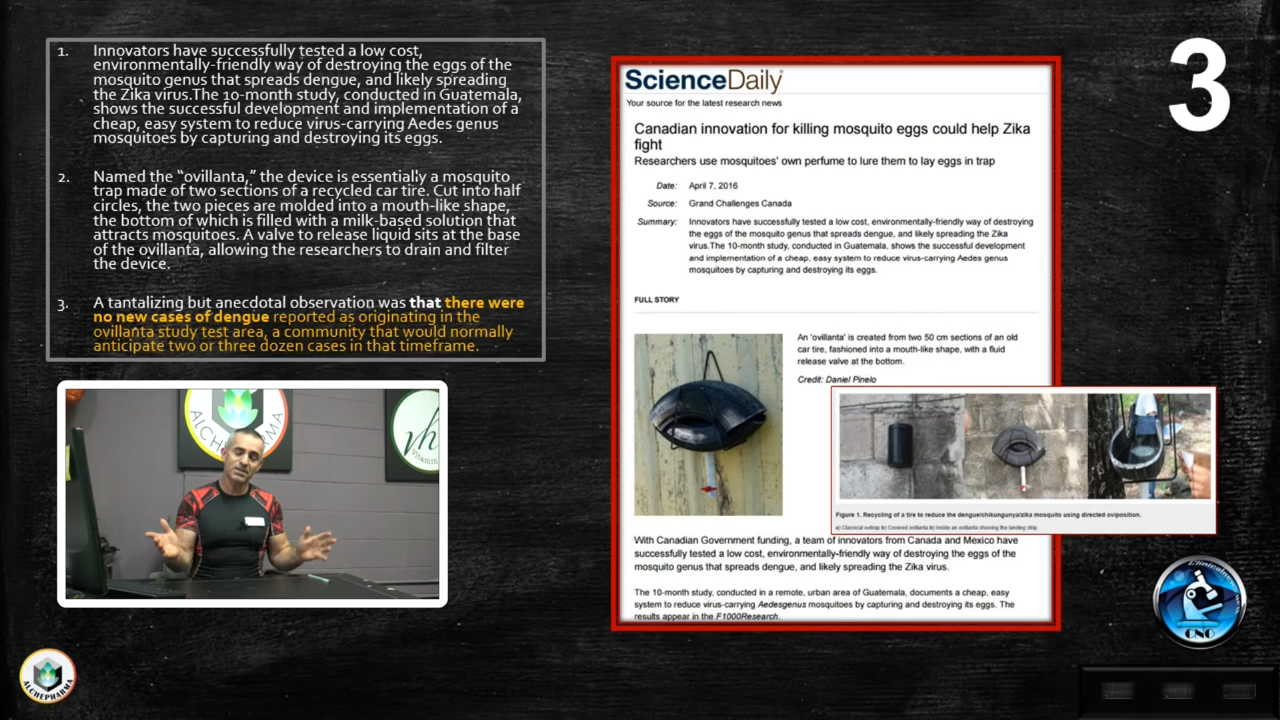 1. Innovators have successfully tested a low cost,
environmentally-friendly way of destroying the eggs of the
mosquito genus that spreads dengue, and likely spreading
the Zika virus.The 10-month study, conducted in Guatemala,
shows the successful development and implementation of a
cheap, easy system to reduce virus-carrying Aedes genus
mosquitoes by capturing and destroying its eggs.
2. Named the “ovillanta,” the device is essentially a mosquito
trap made of two sections of a recycled car tire. Cut into half
circles, the two pieces are molded into a mouth-like shape,
the bottom of which is filled with a milk-based solution that
attracts mosquitoes. A valve to release liquid sits at the base
of the ovillanta, allowing the researchers to drain and filter
the device.
3. A tantalizing but anecdotal observation was that there were
no new cases of dengue reported as originating in the
ovillanta study test area, a community that would normally
anticipate two or three dozen cases in that timeframe.
ALCHEPHARMA
vh
Vitamin
ALCHEPHARMA
ScienceDaily
Your source for the latest research news
Canadian innovation for killing mosquito eggs could help Zika
fight
Researchers use mosquitoes' own perfume to lure them to lay eggs in trap
Date: April 7, 2016
Source: Grand Challenges Canada
Summary: Innovators have successfully tested a low cost, environmentally-friendly way of destroying
the eggs of the mosquito genus that spreads dengue, and likely spreading the Zika
virus.The 10-month study, conducted in Guatemala, shows the successful development
and implementation of a cheap, easy system to reduce virus-carrying Aedes genus
mosquitoes by capturing and destroying its eggs.
FULL STORY
An 'ovillanta' is created from two 50 cm sections of an old
car tire, fashioned into a mouth-like shape, with a fluid
release valve at the bottom.
Credit: Daniel Pinelo
Figure 1. Recycling of a tire to reduce the dengue/chikungunya/zika mosquito using directed oviposition.
a) Classical ovitrap b) Covered ovillanta b) Inside an ovillanta showing the landing strip.
With Canadian Government funding, a team of innovators from Canada and Mexico have
successfully tested a low cost, environmentally-friendly way of destroying the eggs of the
mosquito genus that spreads dengue, and likely spreading the Zika virus.
The 10-month study, conducted in a remote, urban area of Guatemala, documents a cheap, easy
system to reduce virus-carrying Aedesgenus mosquitoes by capturing and destroying its eggs. The
results appear in the F1000Research.
3
CNO